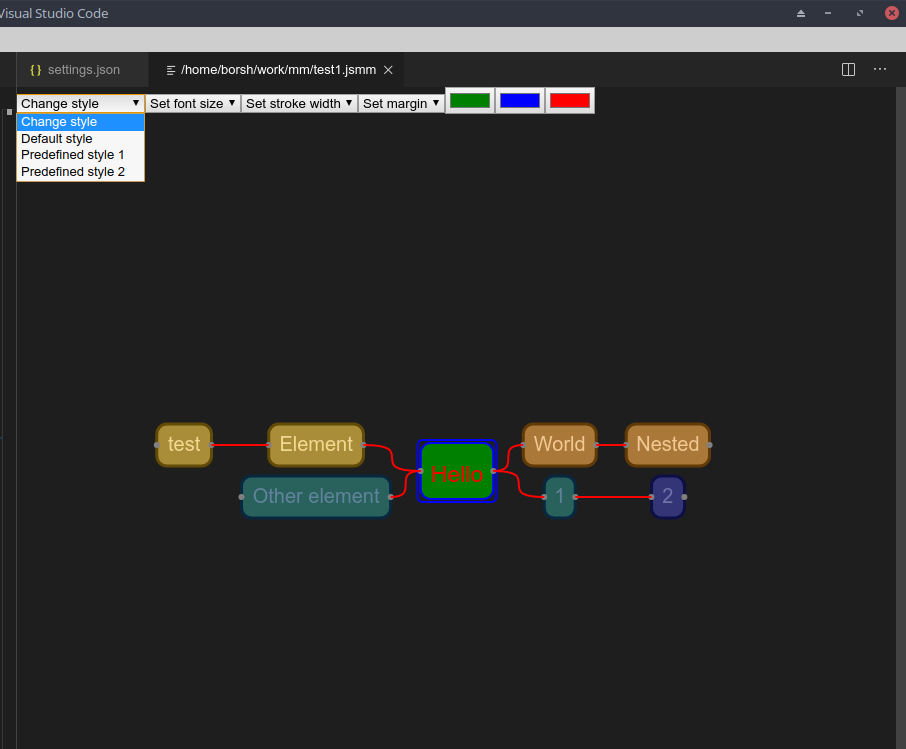 Visual Studio Code
{ } settings.json
/home/borsh/work/mm/test1.jsmm
Change style Set font size Set stroke width Set margin
Change style
Default style
Predefined style 1
Predefined style 2
test Element Hello World Nested
Other element 1 2